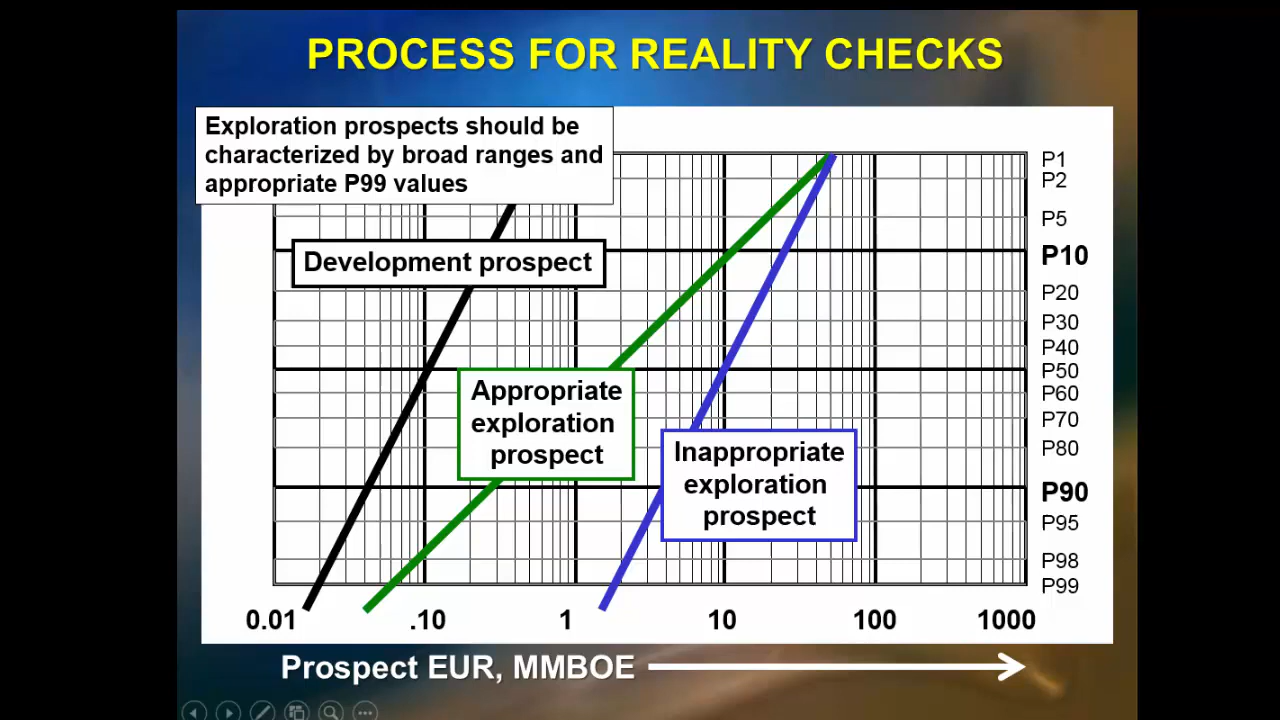 PROCESS FOR REALITY CHECKS
Exploration prospects should be
characterized by broad ranges and
appropriate P99 values
Development prospect
Appropriate
exploration
prospect
Inappropriate
exploration
prospect
P1
P2
P5
P10
P20
P30
P40
P50
P60
P70
P80
P90
P95
P98
P99
0.01 .10 1 10 100 1000
Prospect EUR, MMBOE